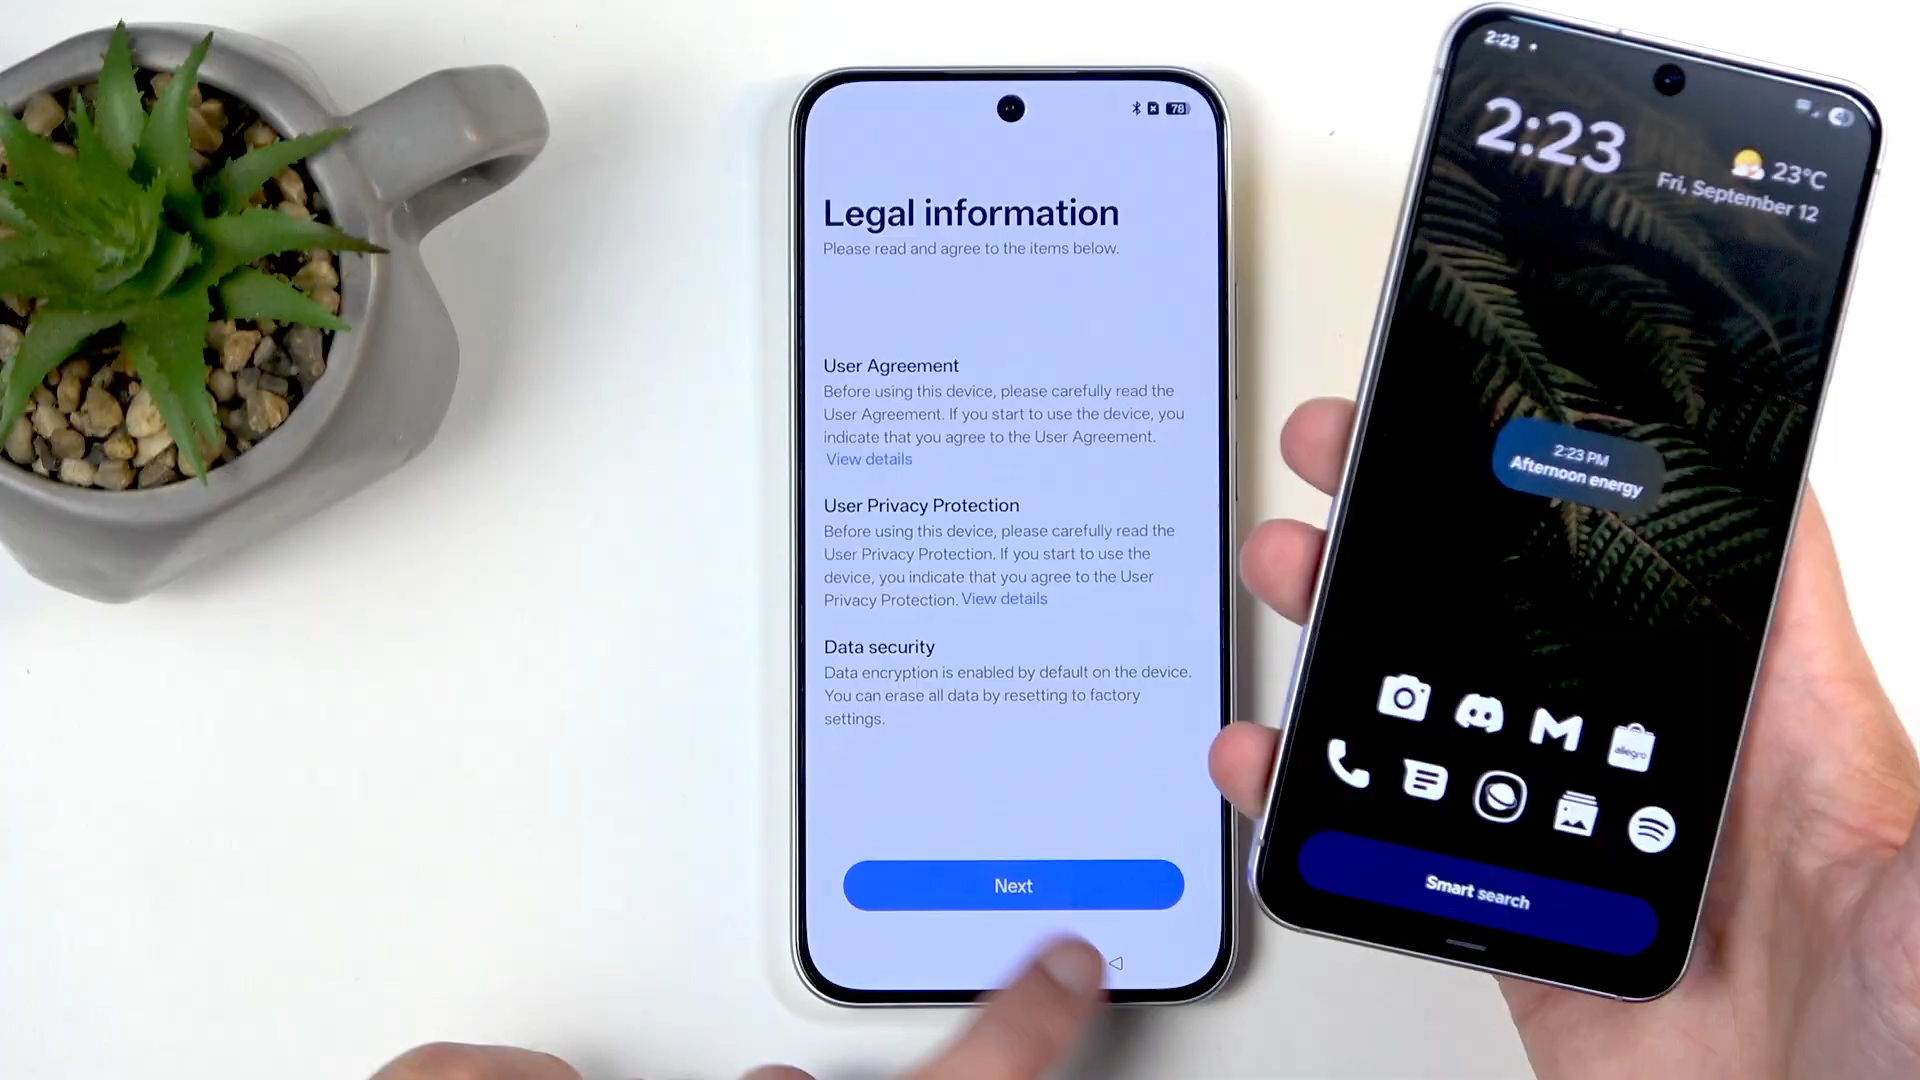 78
Legal information
Please read and agree to the items below.
User Agreement
Before using this device, please carefully read the
User Agreement. If you start to use the device, you
indicate that you agree to the User Agreement.
View details
User Privacy Protection
Before using this device, please carefully read the
User Privacy Protection. If you start to use the
device, you indicate that you agree to the User
Privacy Protection. View details
Data security
Data encryption is enabled by default on the device.
You can erase all data by resetting to factory
settings.
Next
2:23
2:23
23°C
Fri, September 12
2:23 PM
Afternoon energy
allegro
Smart search